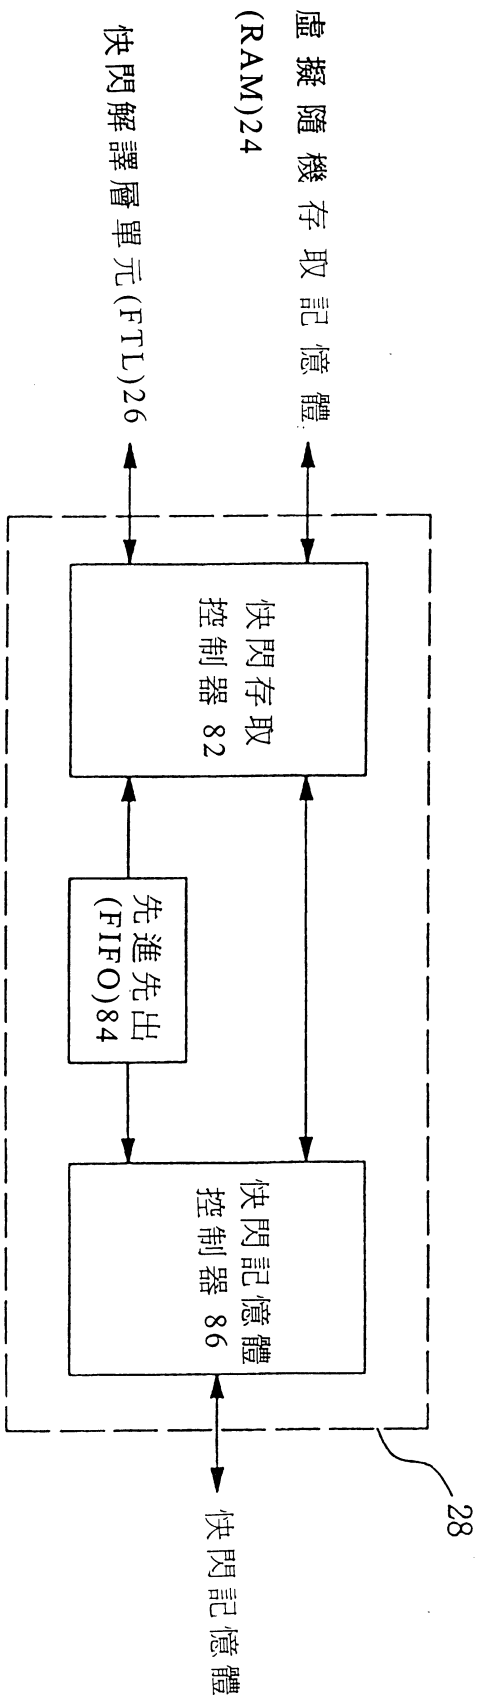 虛擬隨機存取記憶體
(RAM)24
快閃解譯層單元(FTL)26
快閃存取
控制器 82
先進先出
(FIFO)84
快閃記憶體
控制器 86
快閃記憶體
28